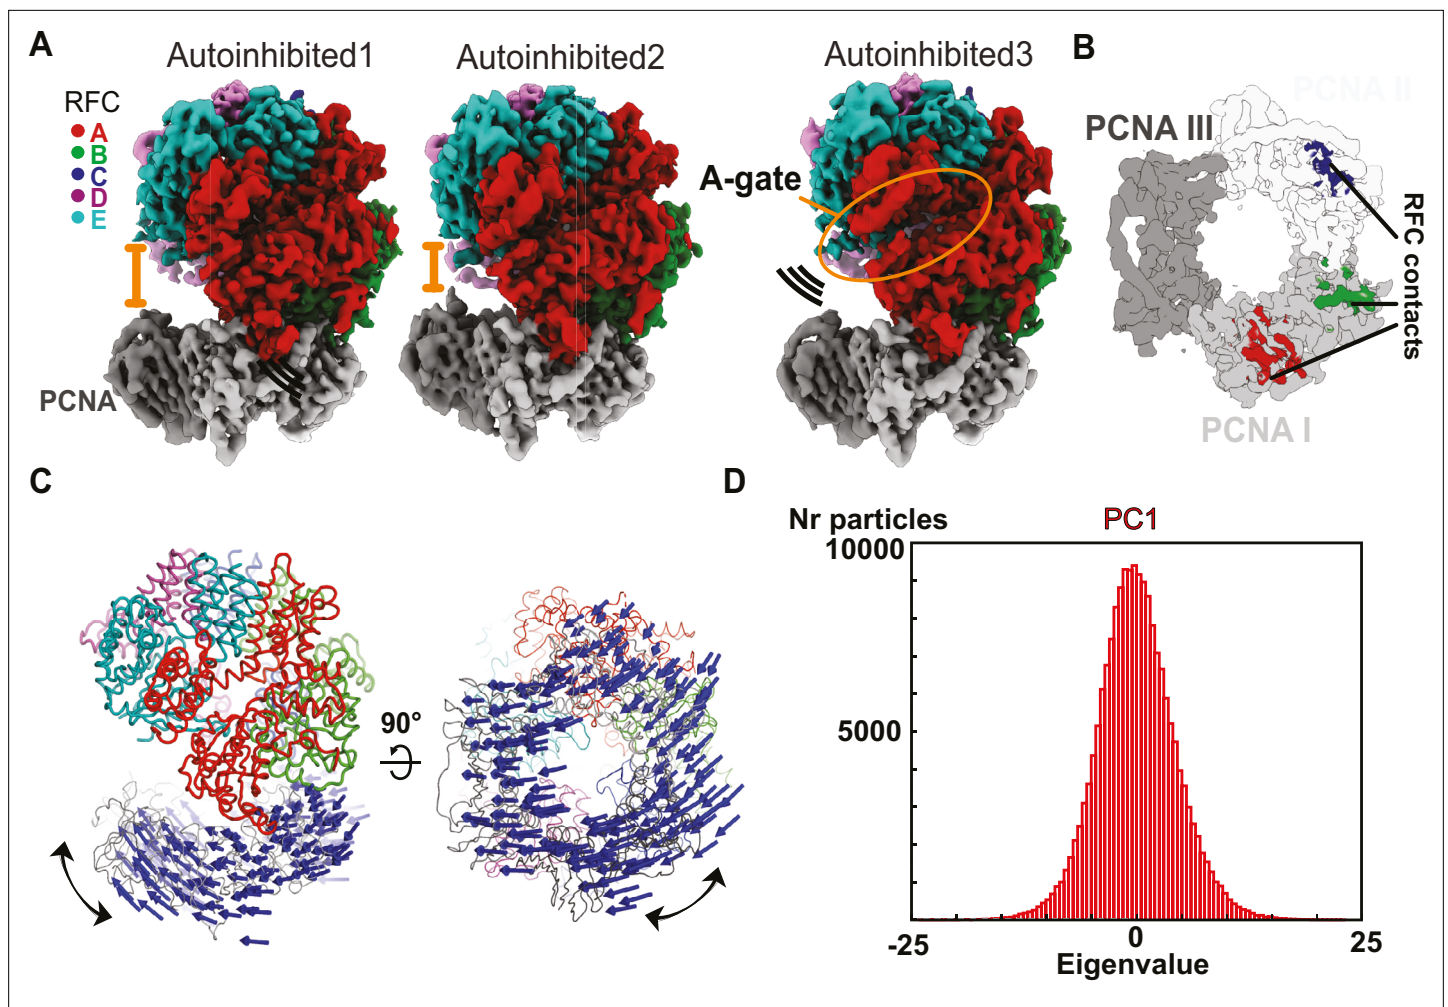 A
Autoinhibited1
Autoinhibited2
Autoinhibited3
B
RFC
A
B
C
D
E
A-gate
PCNA
PCNA II
PCNA III
RFC contacts
PCNA I
C
90°
D
Nr particles
PC1
10000
5000
-25
0
25
Eigenvalue